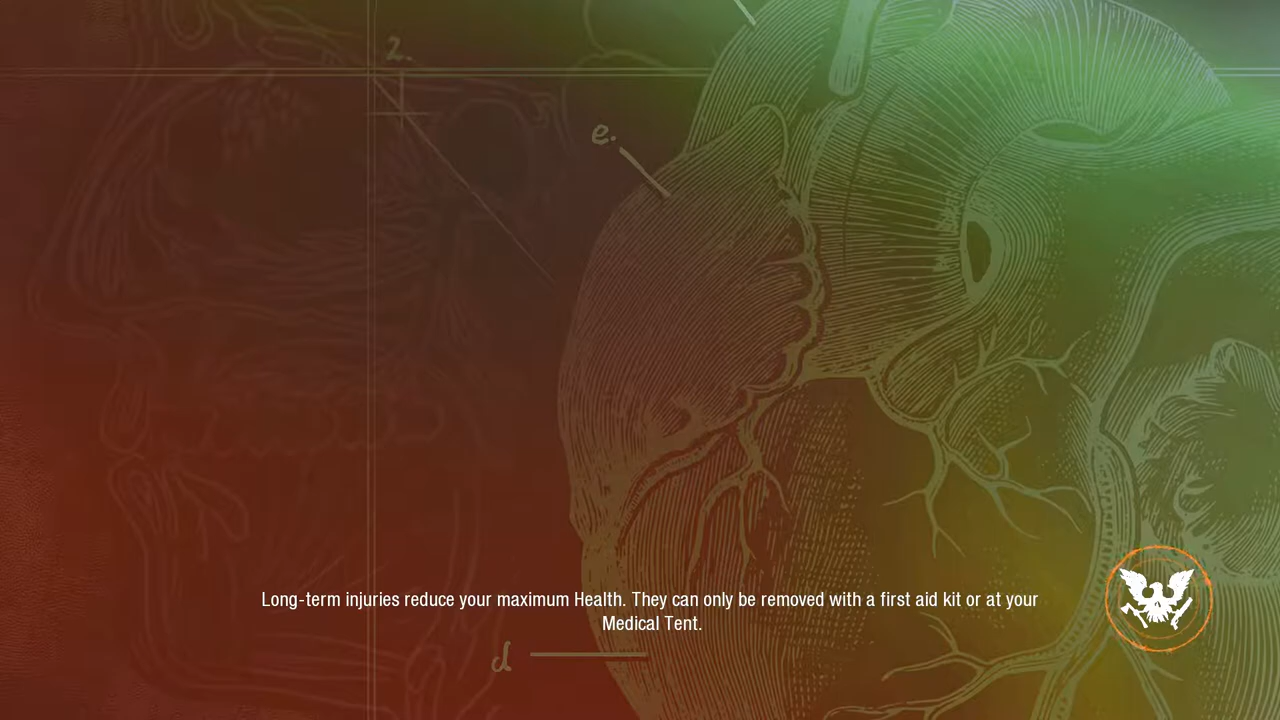 2.
e.
Long-term injuries reduce your maximum Health. They can only be removed with a first aid kit or at your
Medical Tent.
d